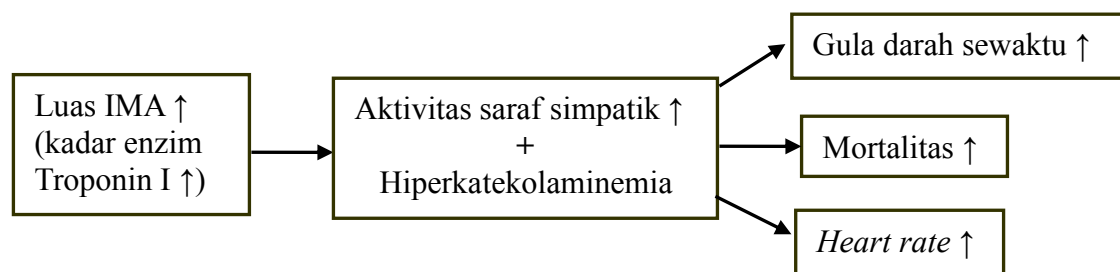 Luas IMA ↑
(kadar enzim
Troponin I ↑)
Aktivitas saraf simpatik ↑
+
Hiperkatekolaminemia
Gula darah sewaktu ↑
Mortalitas ↑
Heart rate ↑